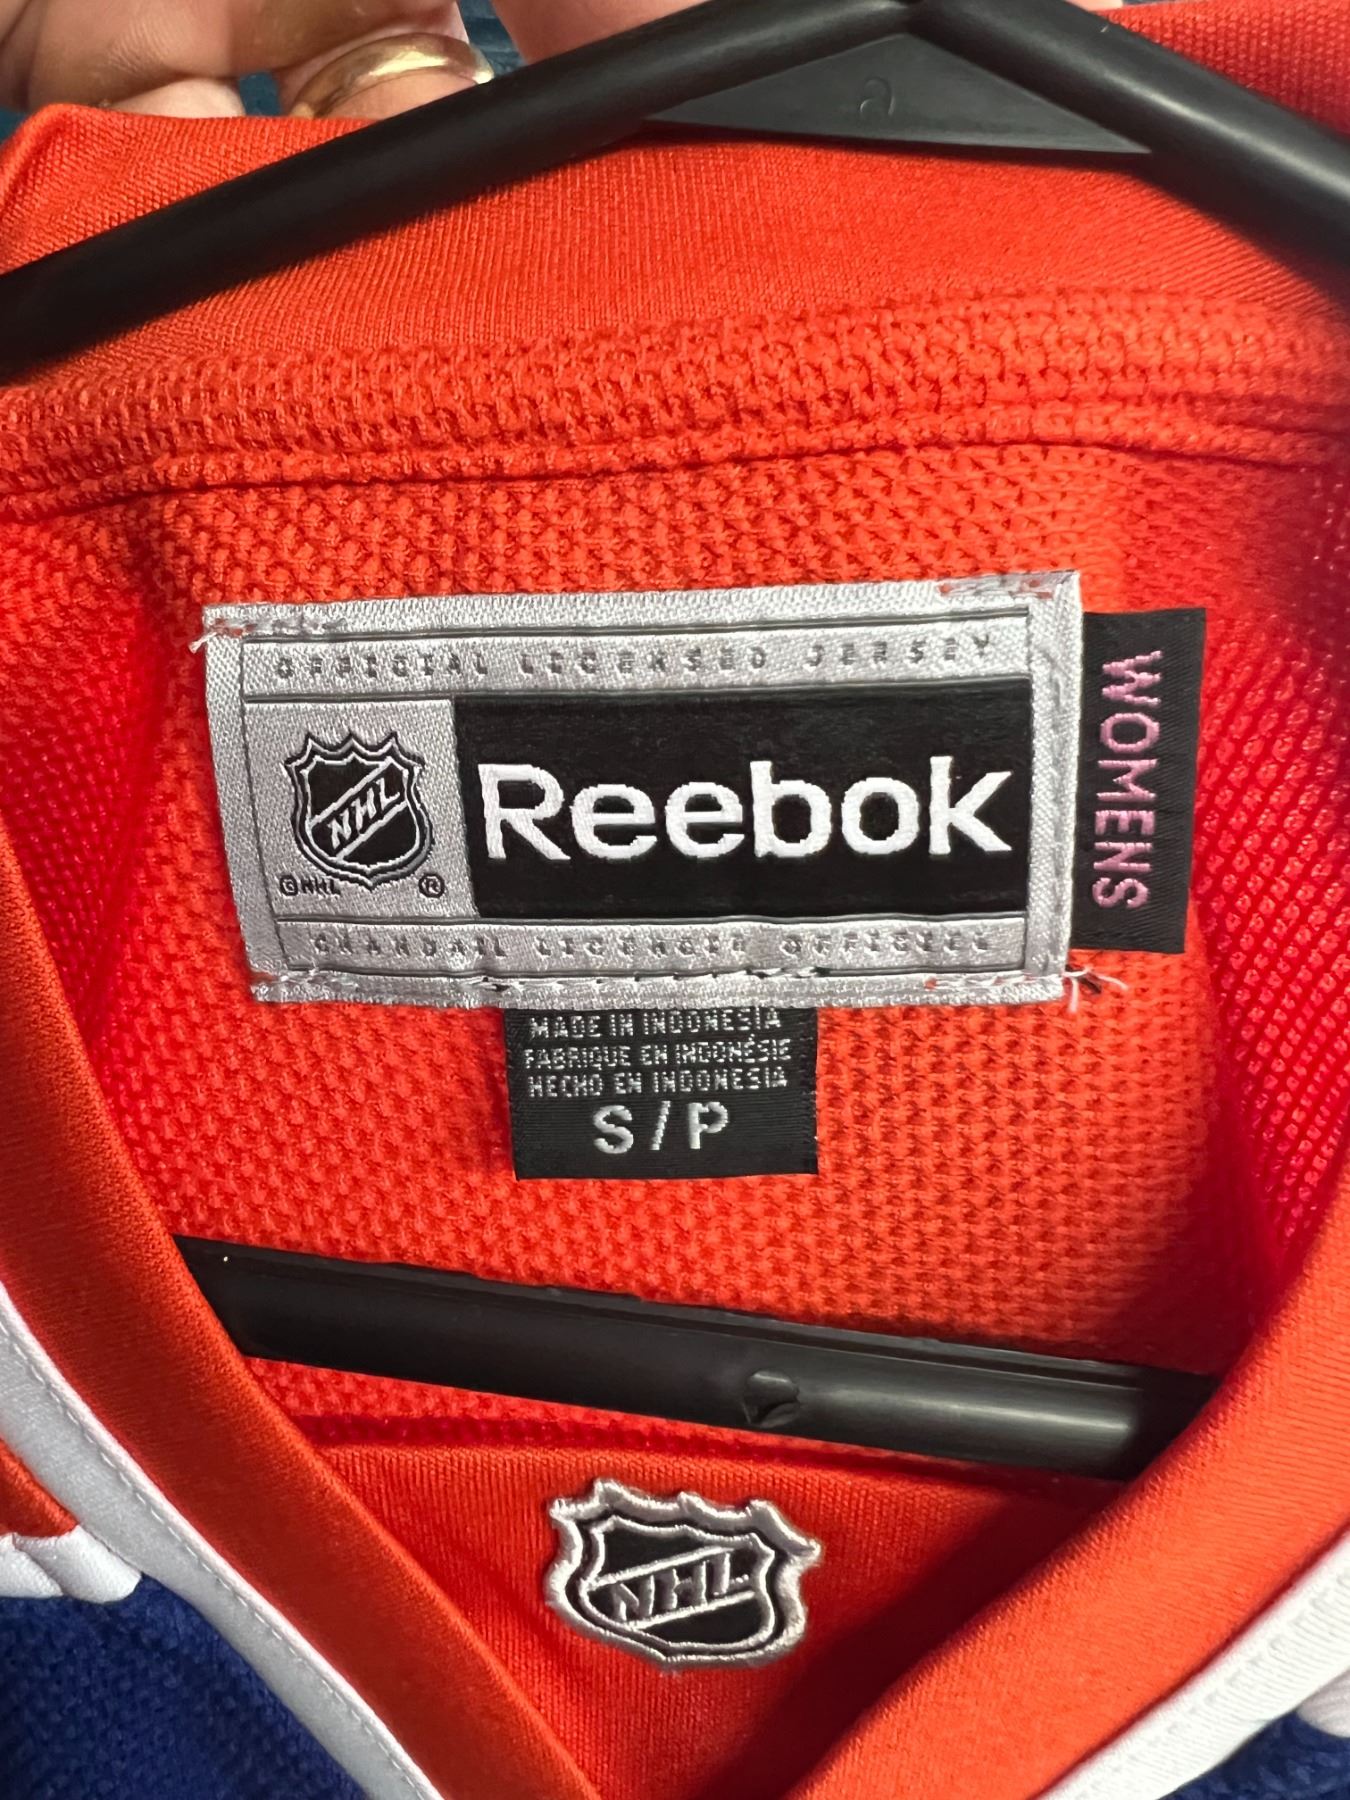 OFFICIAL LICENSED JERSEY
NHL
©NHL ®
Reebok
WOMENS
CHANDAIL LICENCIÉ OFFICIEL
MADE IN INDONESIA
FABRIQUE EN INDONÉSIE
HECHO EN INDONESIA
S/P
NHL